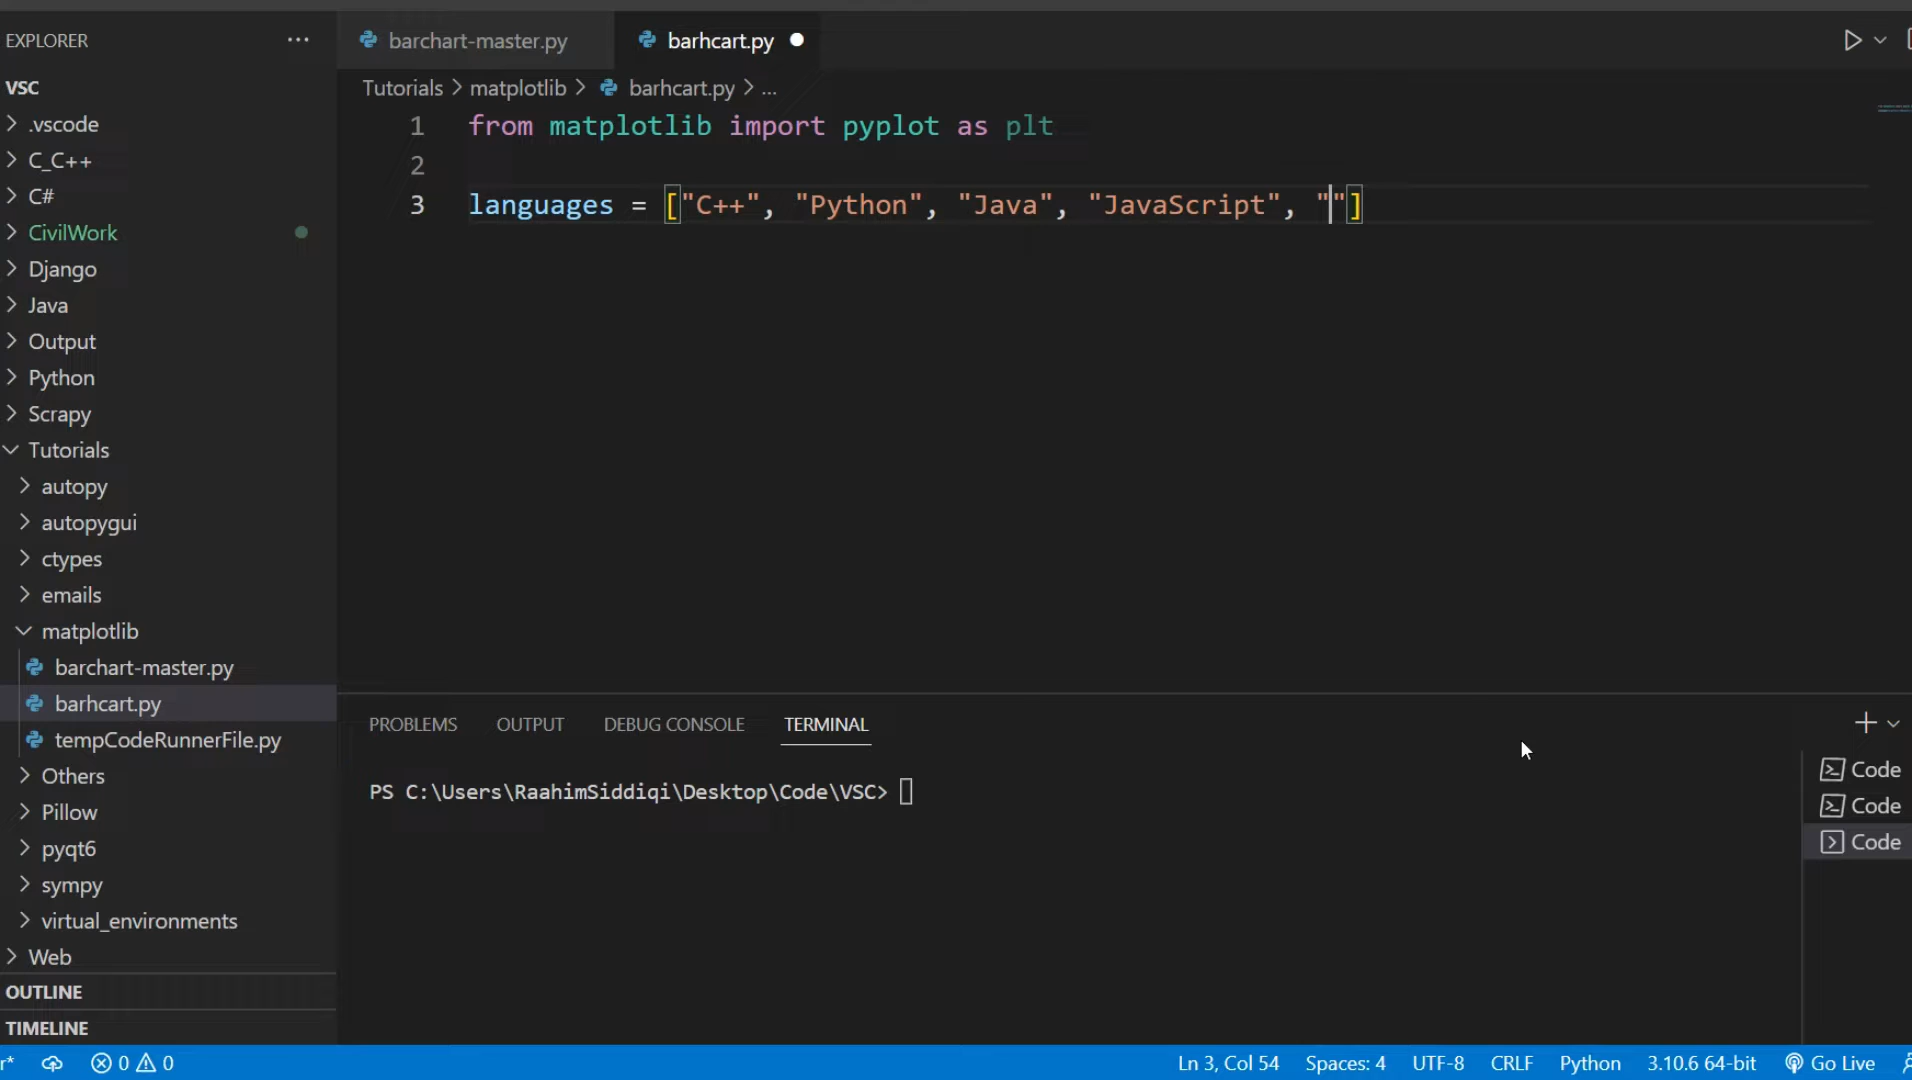 EXPLORER
VSC
.vscode
C_C++
C#
CivilWork
Django
Java
Output
Python
Scrapy
Tutorials
autopy
autopygui
ctypes
emails
matplotlib
barchart-master.py
barhcart.py
tempCodeRunnerFile.py
Others
Pillow
pyqt6
sympy
virtual_environments
Web
OUTLINE
TIMELINE
barchart-master.py
barhcart.py
Tutorials > matplotlib > barhcart.py > ...
1 from matplotlib import pyplot as plt
2
3 languages = ["C++", "Python", "Java", "JavaScript", ""]
PROBLEMS OUTPUT DEBUG CONSOLE TERMINAL
PS C:\Users\RaahimSiddiqi\Desktop\Code\VSC>
Code
Code
Code
r* 0 0 Ln 3, Col 54 Spaces: 4 UTF-8 CRLF Python 3.10.6 64-bit Go Live